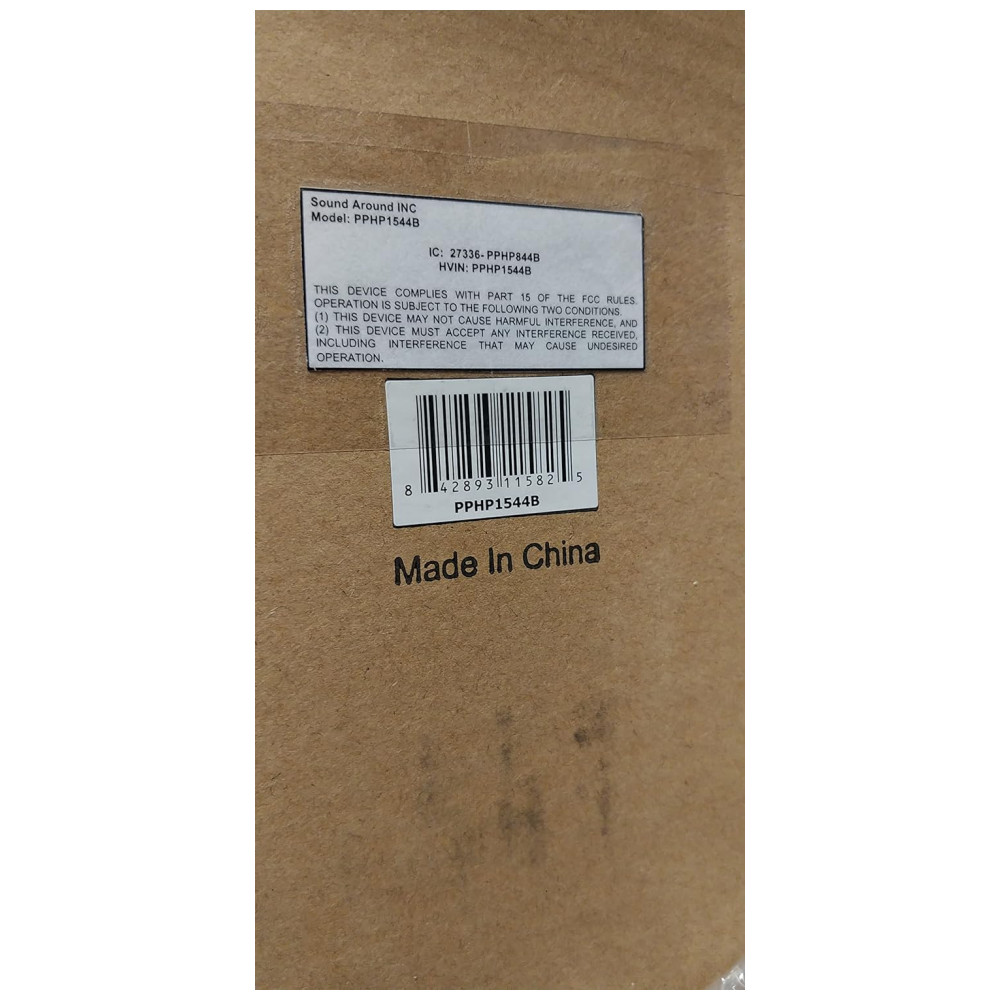 Sound Around INC
Model: PPHP1544B
IC: 27336- PPHP844B
HVIN: PPHP1544B
THIS DEVICE COMPLIES WITH PART 15 OF THE FCC RULES.
OPERATION IS SUBJECT TO THE FOLLOWING TWO CONDITIONS.
(1) THIS DEVICE MAY NOT CAUSE HARMFUL INTERFERENCE, AND
(2) THIS DEVICE MUST ACCEPT ANY INTERFERENCE RECEIVED,
INCLUDING INTERFERENCE THAT MAY CAUSE UNDESIRED
OPERATION.
8 42893 11582 5
PPHP1544B
Made In China